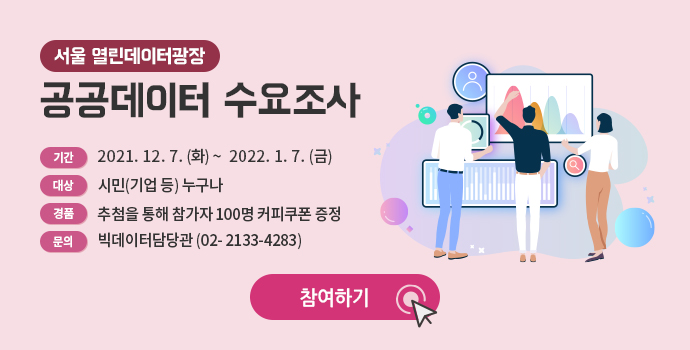 서울 열린데이터광장
공공데이터 수요조사
기간 2021. 12. 7. (화) ~ 2022. 1. 7. (금)
대상 시민(기업 등) 누구나
경품 추첨을 통해 참가자 100명 커피쿠폰 증정
문의 빅데이터담당관 (02- 2133-4283)
참여하기